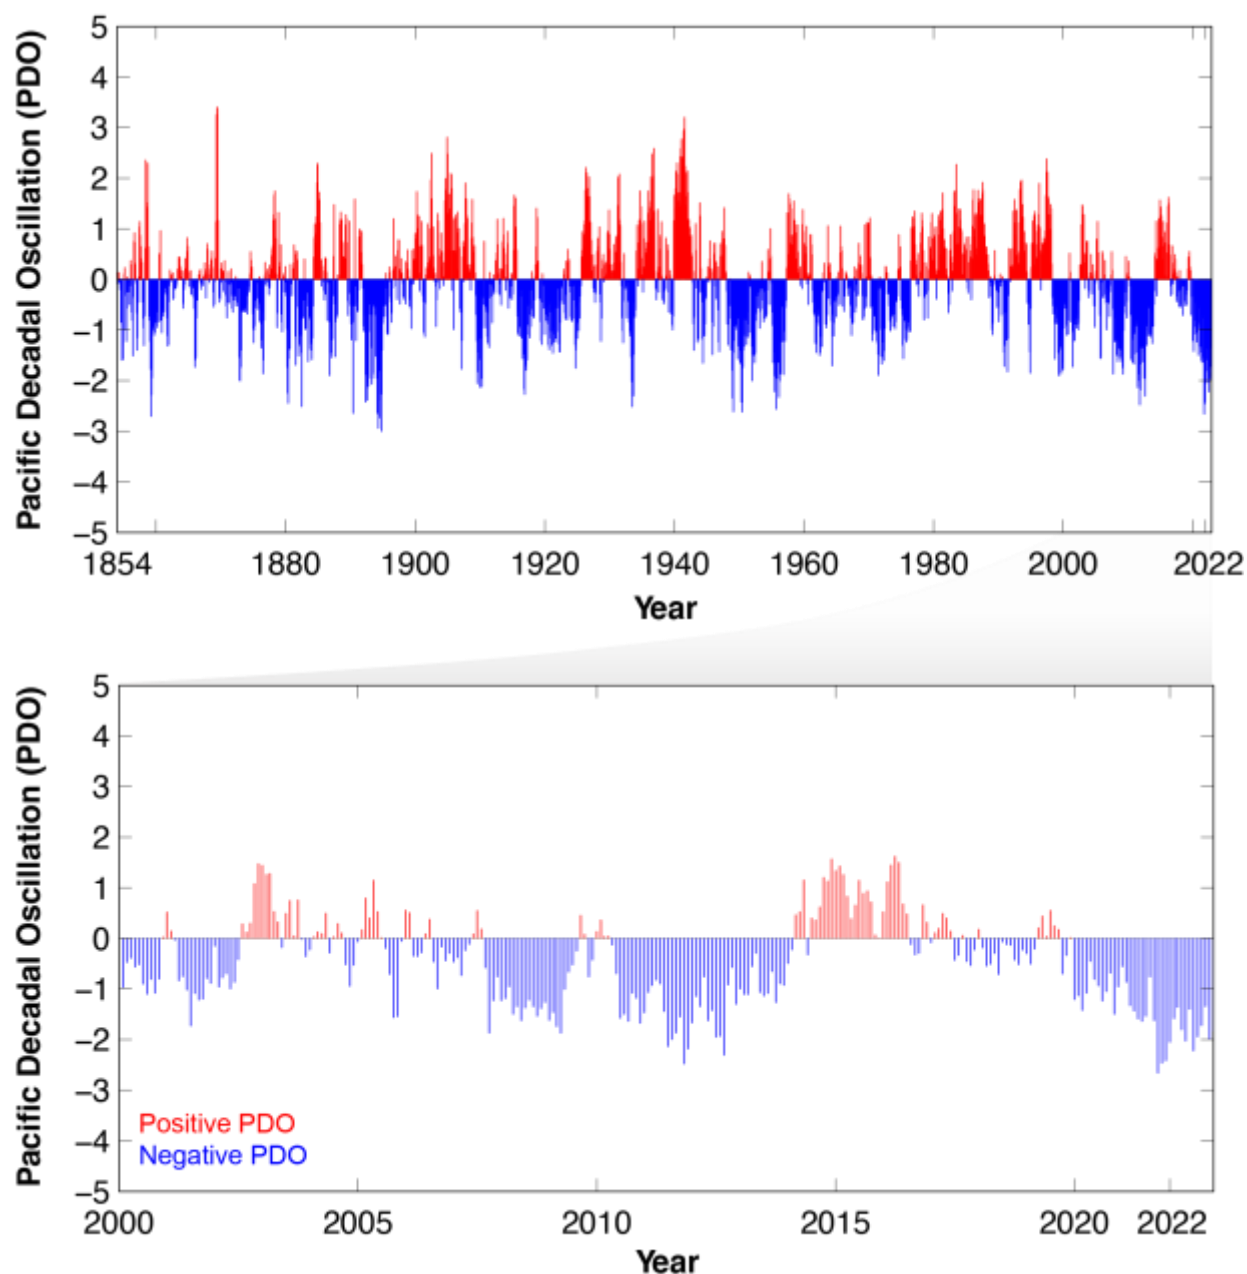 Pacific Decadal Oscillation (PDO)
5
4
3
2
1
0
−1
−2
−3
−4
−5
1854 1880 1900 1920 1940 1960 1980 2000 2022
Year
Pacific Decadal Oscillation (PDO)
5
4
3
2
1
0
−1
−2
−3
−4
−5
Positive PDO
Negative PDO
2000 2005 2010 2015 2020 2022
Year